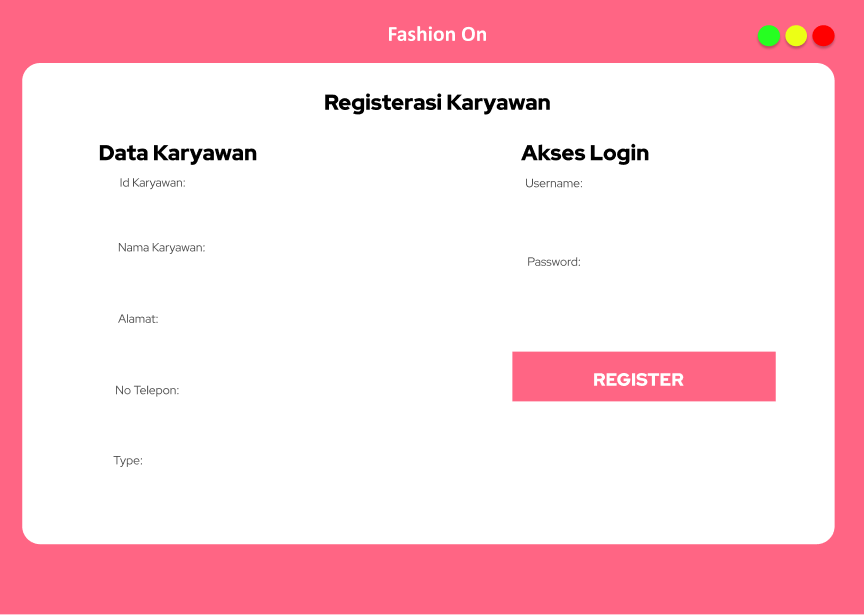 Fashion On
Registerasi Karyawan
Data Karyawan
Id Karyawan:
Nama Karyawan:
Alamat:
No Telepon:
Type:
Akses Login
Username:
Password:
REGISTER